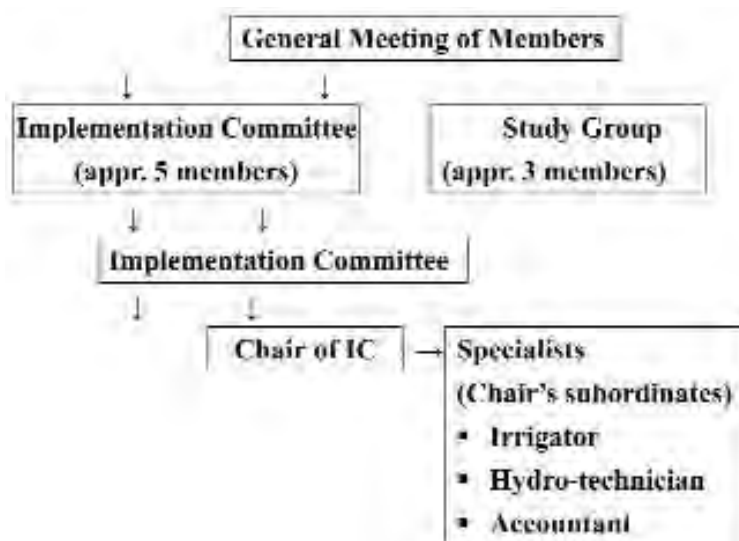 General Meeting of Members
↓ ↓
Implementation Committee
(appr. 5 members)
Study Group
(appr. 3 members)
↓ ↓
Implementation Committee
↓ ↓
Chair of IC → Specialists
(Chair's subordinates)
▪ Irrigator
▪ Hydro-technician
▪ Accountant